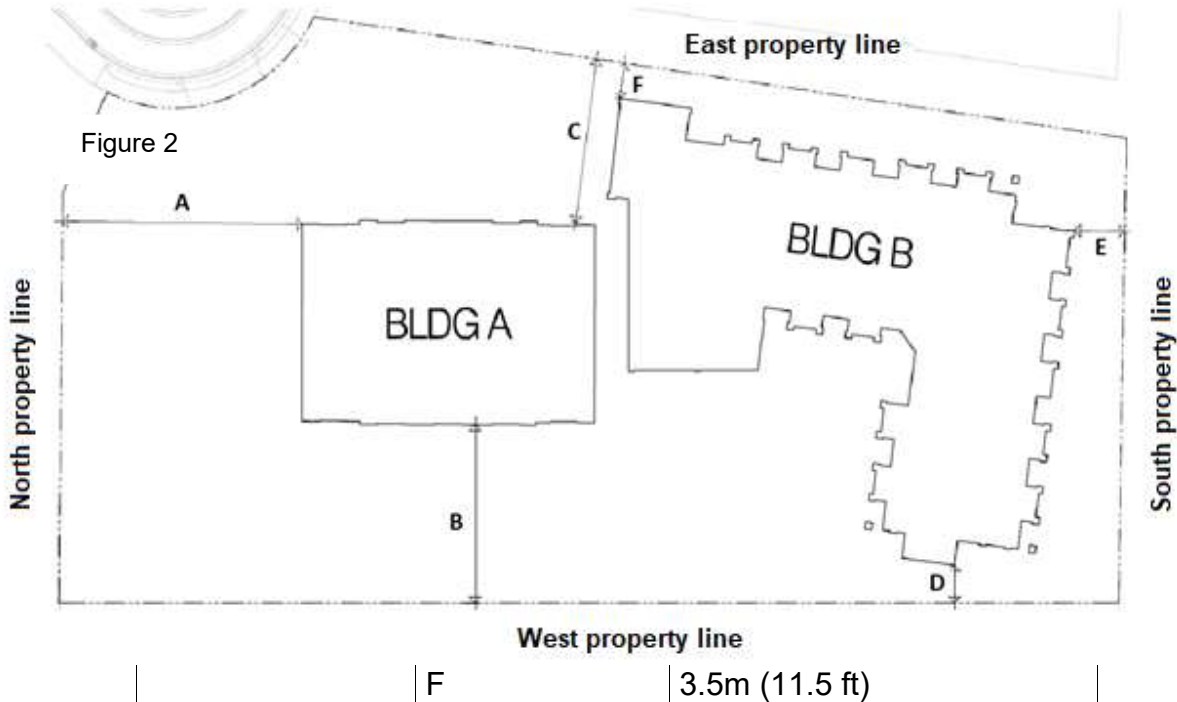 East property line
F
C
Figure 2
A
BLDG B
E
BLDG A
North property line
South property line
B
D
West property line
F 3.5m (11.5 ft)